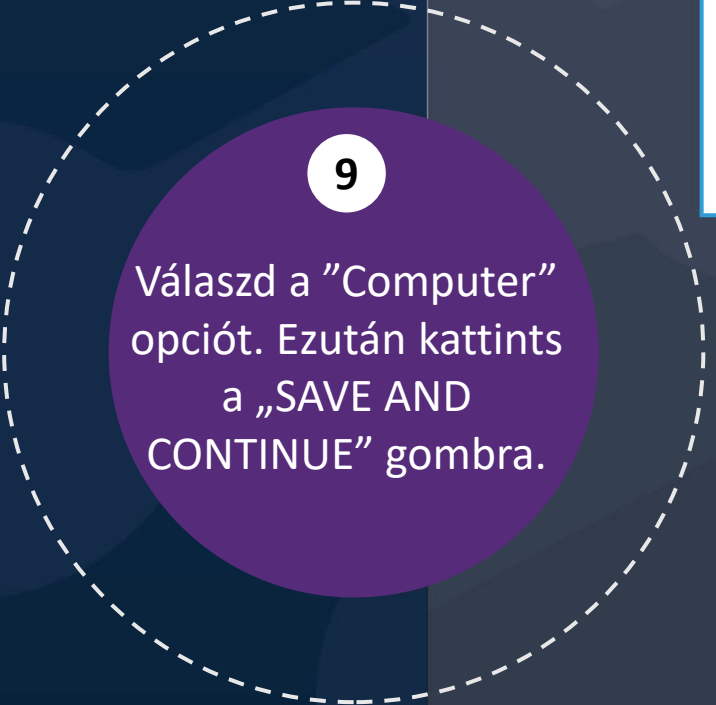 9
Válaszd a ”Computer”
opciót. Ezután kattints
a „SAVE AND
CONTINUE” gombra.